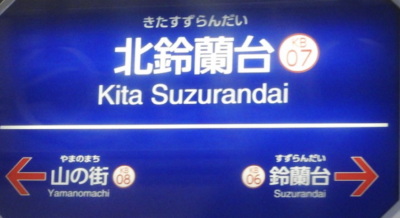 きたすずらんだい
北鈴蘭台 KB 07
Kita Suzurandai
やまのまち
山の街 KB 08
Yamanomachi
すずらんだい
KB 06 鈴蘭台
Suzurandai